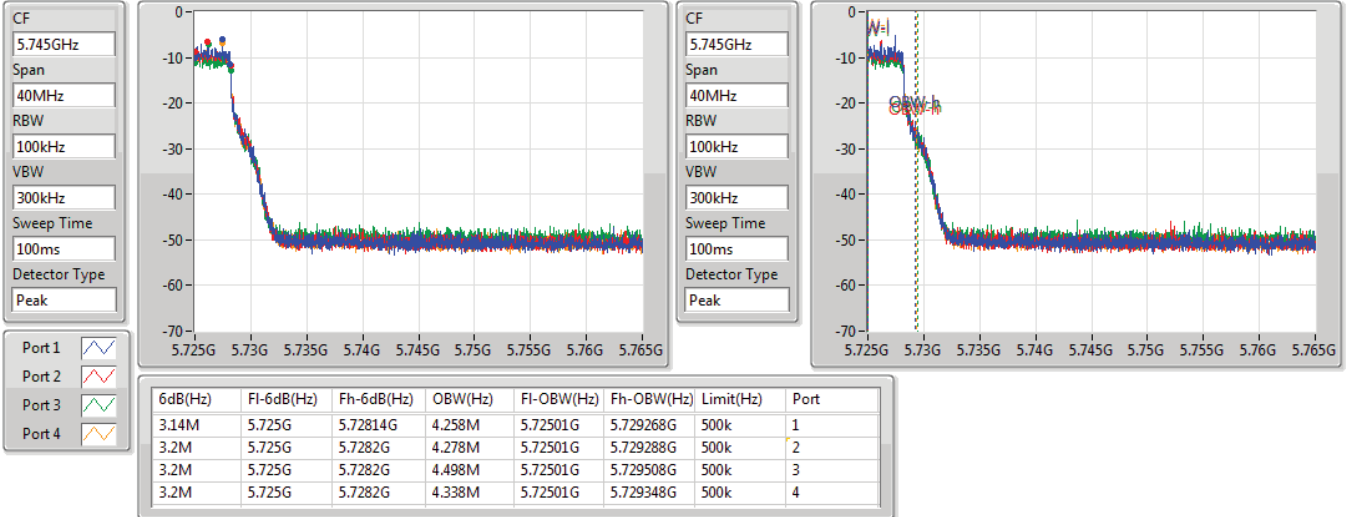 CF
5.745GHz
Span
40MHz
RBW
100kHz
VBW
300kHz
Sweep Time
100ms
Detector Type
Peak
0
-10
-20
-30
-40
-50
-60
-70
5.725G 5.73G 5.735G 5.74G 5.745G 5.75G 5.755G 5.76G 5.765G
CF
5.745GHz
Span
40MHz
RBW
100kHz
VBW
300kHz
Sweep Time
100ms
Detector Type
Peak
0
-10
-20
-30
-40
-50
-60
-70
W-l
OBW-h
5.725G 5.73G 5.735G 5.74G 5.745G 5.75G 5.755G 5.76G 5.765G
Port 1
Port 2
Port 3
Port 4
6dB(Hz) Fl-6dB(Hz) Fh-6dB(Hz) OBW(Hz) Fl-OBW(Hz) Fh-OBW(Hz) Limit(Hz) Port
3.14M 5.725G 5.72814G 4.258M 5.72501G 5.729268G 500k 1
3.2M 5.725G 5.7282G 4.278M 5.72501G 5.729288G 500k 2
3.2M 5.725G 5.7282G 4.498M 5.72501G 5.729508G 500k 3
3.2M 5.725G 5.7282G 4.338M 5.72501G 5.729348G 500k 4